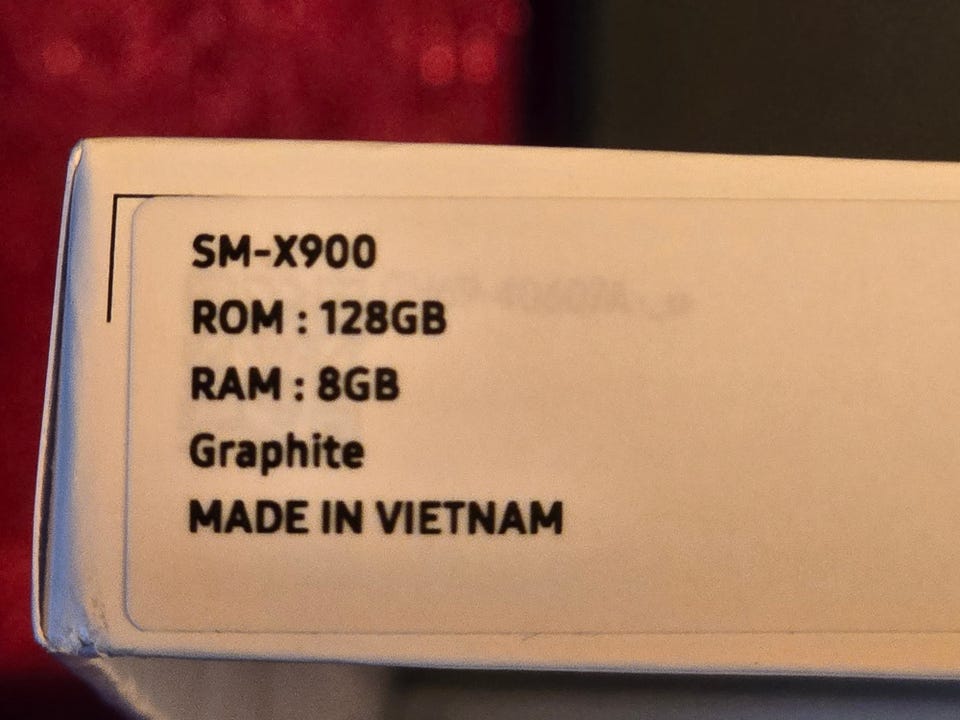 SM-X900
ROM : 128GB
RAM : 8GB
Graphite
MADE IN VIETNAM